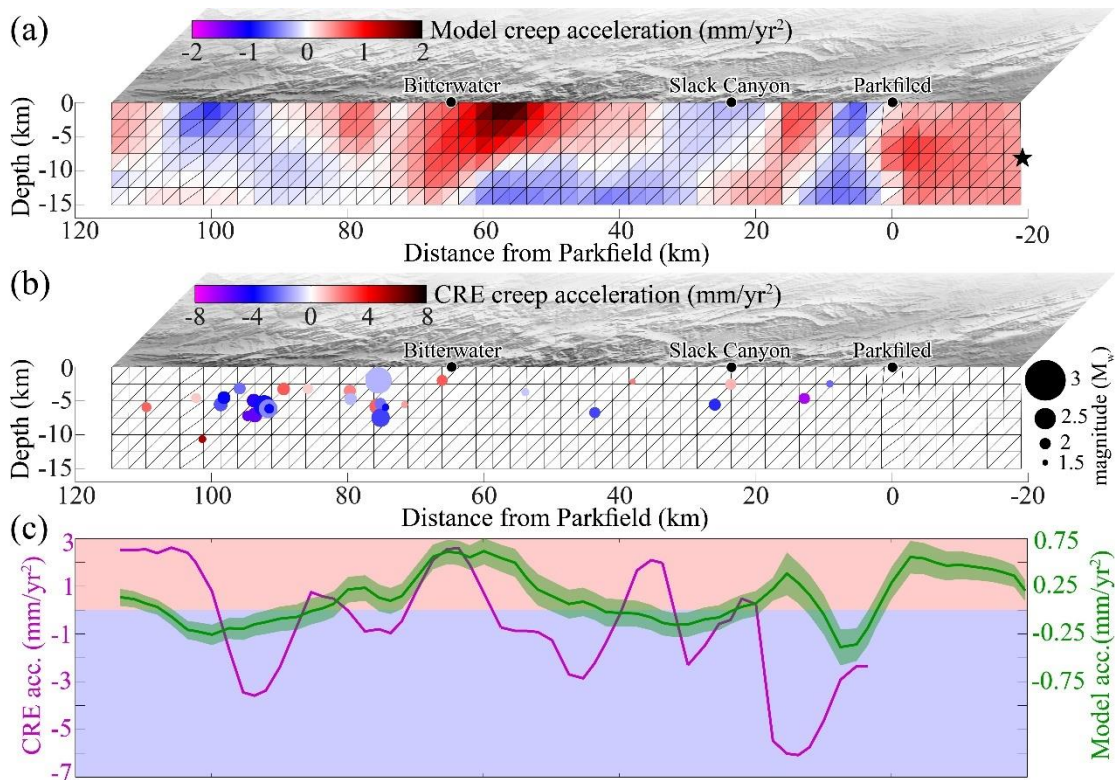 (a)
Model creep acceleration (mm/yr²)
-2 -1 0 1 2
Bitterwater Slack Canyon Parkfiled
Depth (km)
0
-5
-10
-15
120 100 80 60 40 20 0 -20
Distance from Parkfield (km)
(b)
CRE creep acceleration (mm/yr²)
-8 -4 0 4 8
Bitterwater Slack Canyon Parkfiled
Depth (km)
0
-5
-10
-15
3
2.5
2
1.5
magnitude (Mw)
120 100 80 60 40 20 0 -20
Distance from Parkfield (km)
(c)
CRE acc. (mm/yr²)
3
1
-1
-3
-5
-7
0.75
0.25
-0.25
-0.75
Model acc.(mm/yr²)